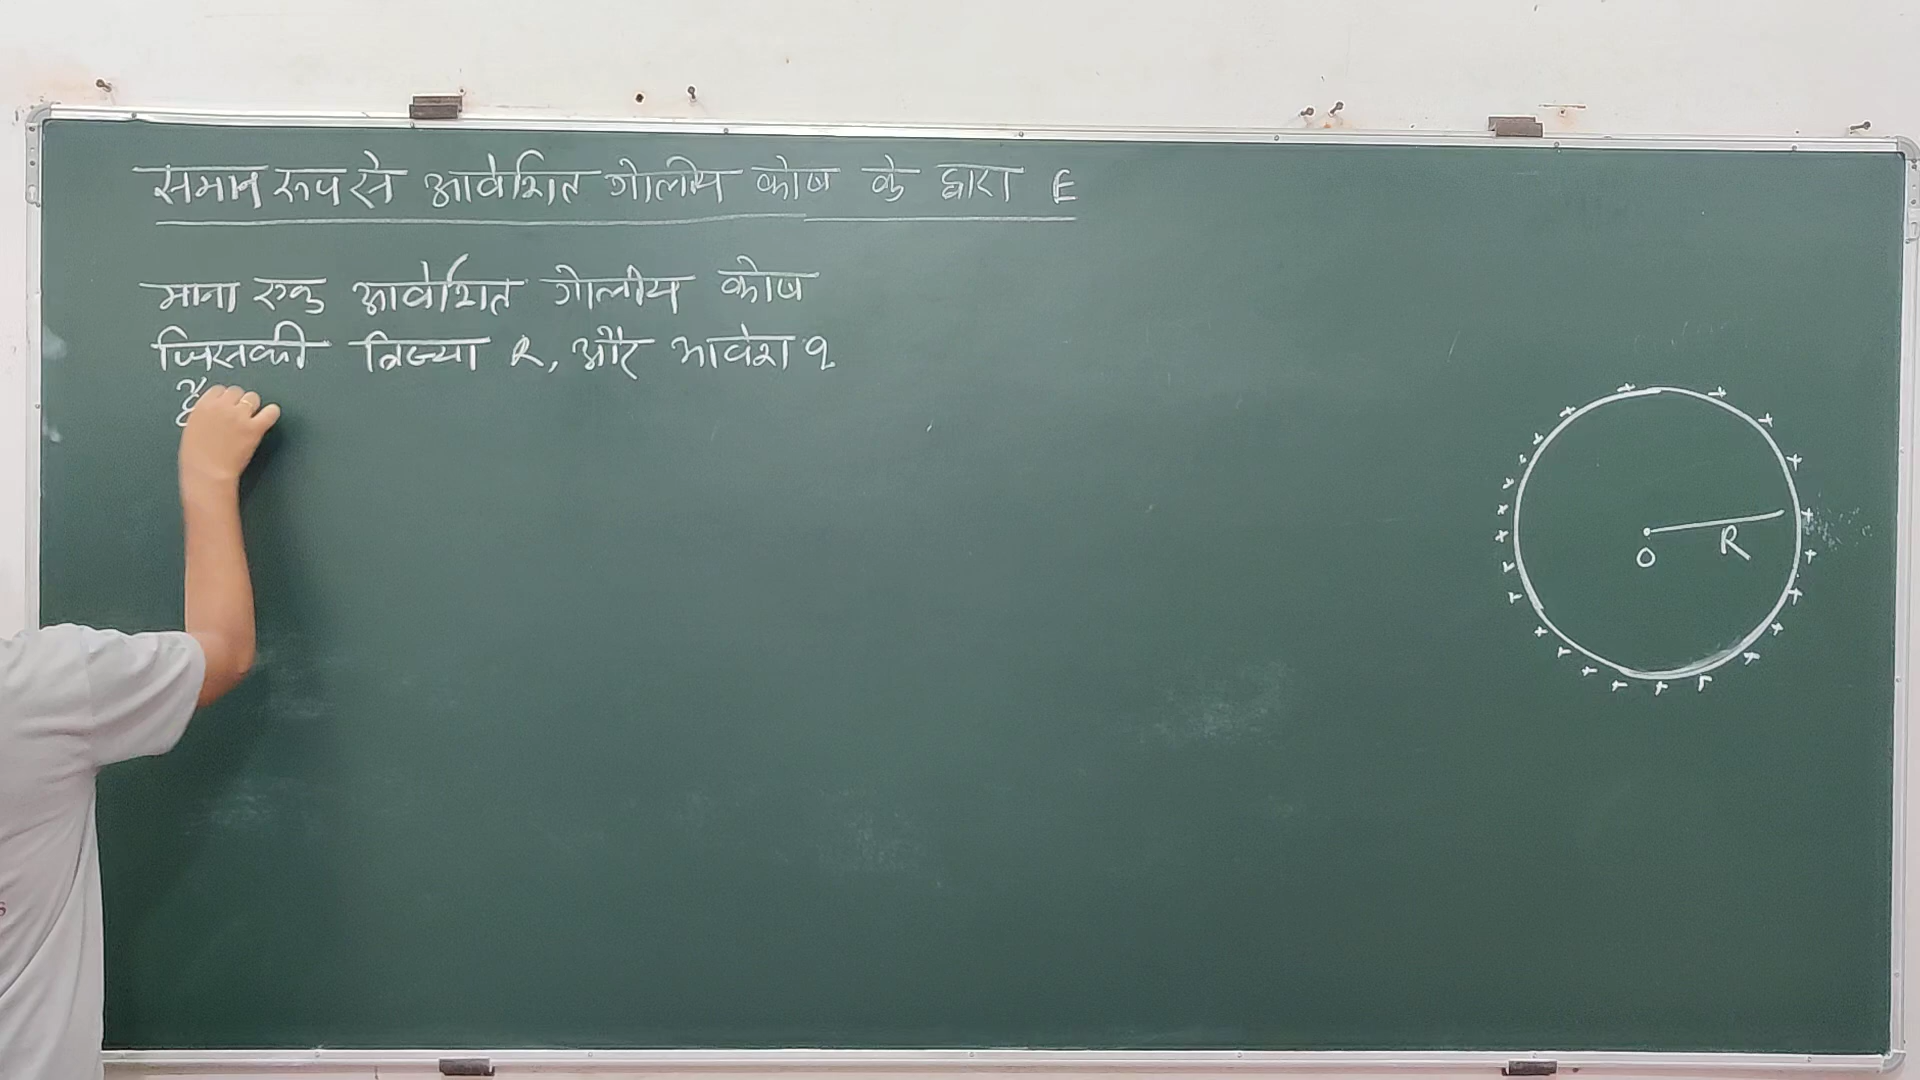 समान रूप से आवेशित गोलीय कोष के द्वारा E
माना एक आवेशित गोलीय कोष
जिसकी त्रिज्या R, और आवेश q
है
O
R